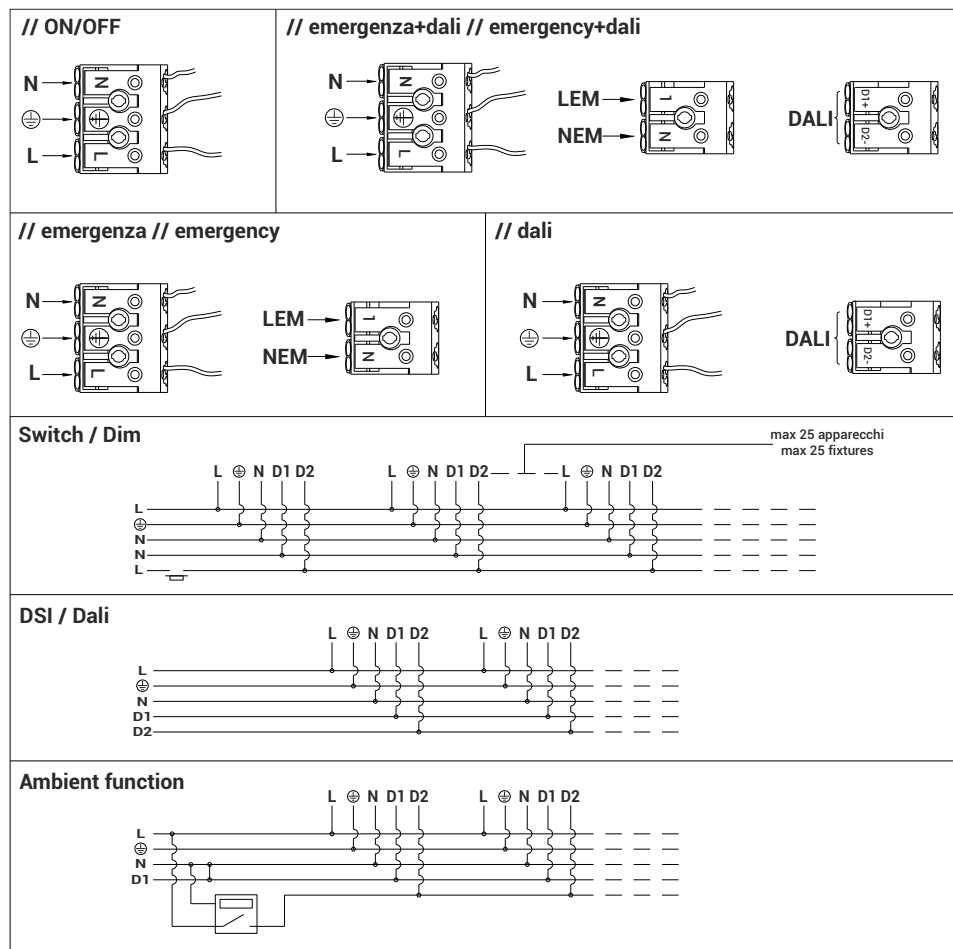 // ON/OFF
N
N
L
L
// emergenza+dali // emergency+dali
N
N
L
L
LEM
1
NEM
N
DALI
D1+
D2-
// emergenza // emergency
N
N
L
L
LEM
1
NEM
N
// dali
N
N
L
L
DALI
D1+
D2-
Switch / Dim
max 25 apparecchi
max 25 fixtures
L N D1 D2 L N D1 D2 L N D1 D2
L
N
N
L
DSI / Dali
L N D1 D2 L N D1 D2
L
N
D1
D2
Ambient function
L N D1 D2 L N D1 D2
L
N
D1